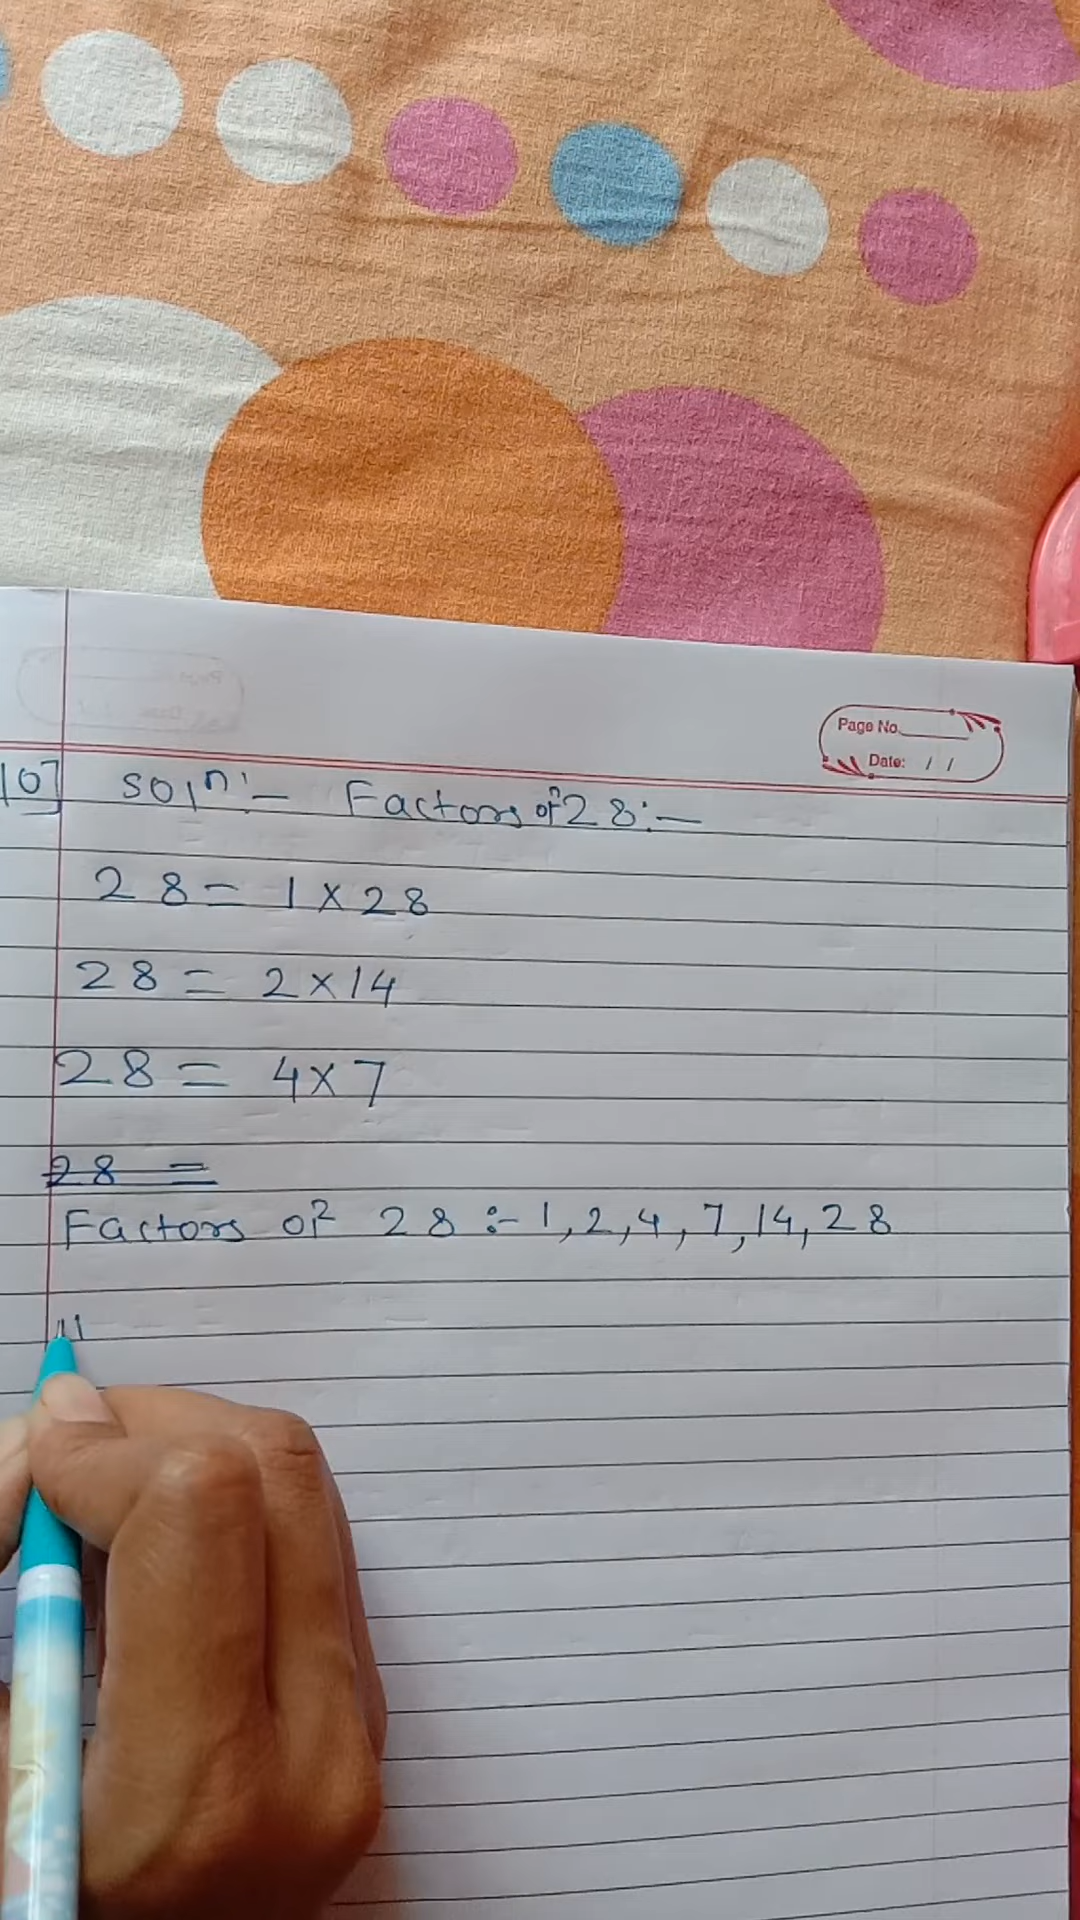 Page No.
Date: / /
10] Soln:- Factors of 28:-
28 = 1 × 28
28 = 2 × 14
28 = 4 × 7
28 =
Factors of 28 :- 1, 2, 4, 7, 14, 28